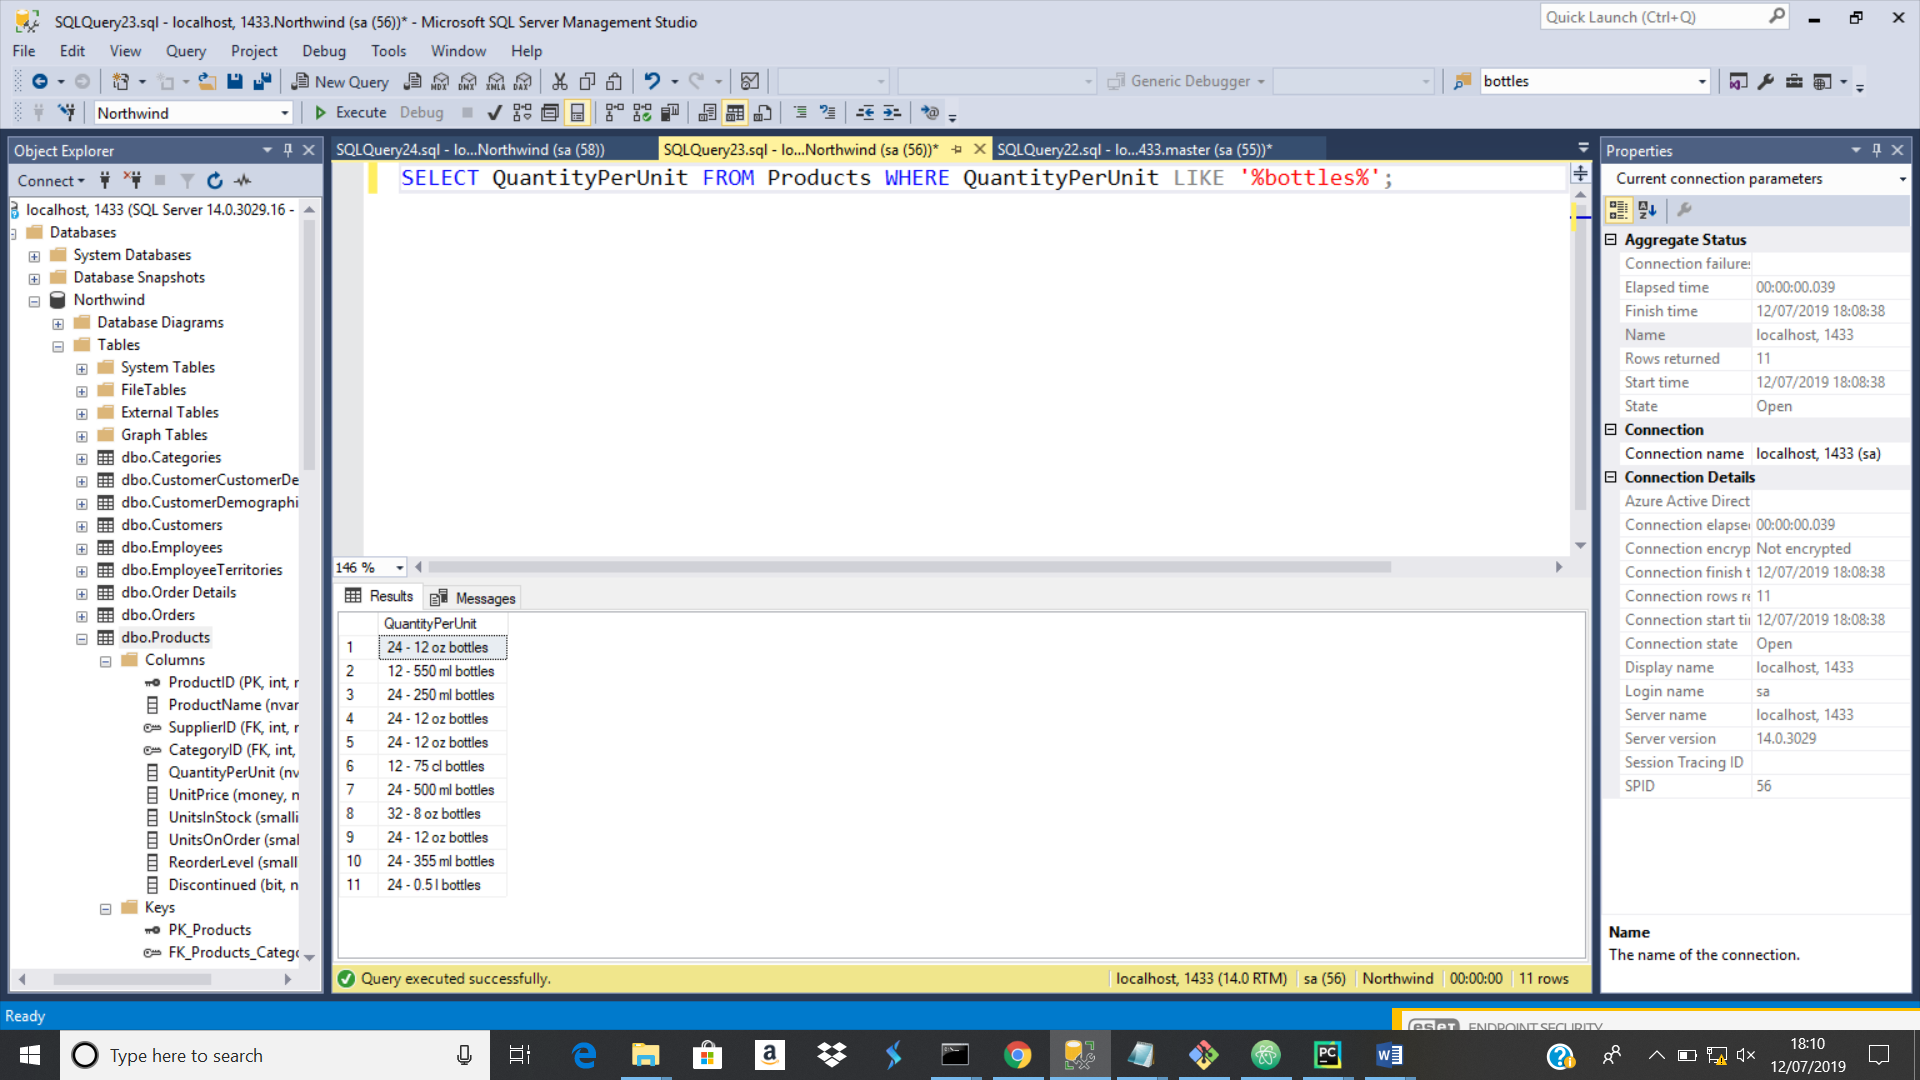 SQLQuery23.sql - localhost, 1433.Northwind (sa (56))* - Microsoft SQL Server Management Studio
Quick Launch (Ctrl+Q)
File Edit View Query Project Debug Tools Window Help
New Query
MDX DMX XMLA DAX
Generic Debugger
bottles
Northwind
Execute Debug
Object Explorer
Connect
localhost, 1433 (SQL Server 14.0.3029.16 -
Databases
System Databases
Database Snapshots
Northwind
Database Diagrams
Tables
System Tables
FileTables
External Tables
Graph Tables
dbo.Categories
dbo.CustomerCustomerDe
dbo.CustomerDemographi
dbo.Customers
dbo.Employees
dbo.EmployeeTerritories
dbo.Order Details
dbo.Orders
dbo.Products
Columns
ProductID (PK, int, r
ProductName (nvar
SupplierID (FK, int, r
CategoryID (FK, int,
QuantityPerUnit (nv
UnitPrice (money, n
UnitsInStock (smalli
UnitsOnOrder (smal
ReorderLevel (small
Discontinued (bit, n
Keys
PK_Products
FK_Products_Catego
SQLQuery24.sql - lo...Northwind (sa (58))
SQLQuery23.sql - lo...Northwind (sa (56))*
SQLQuery22.sql - lo...433.master (sa (55))*
SELECT QuantityPerUnit FROM Products WHERE QuantityPerUnit LIKE '%bottles%';
146 %
Results Messages
QuantityPerUnit
1 24 - 12 oz bottles
2 12 - 550 ml bottles
3 24 - 250 ml bottles
4 24 - 12 oz bottles
5 24 - 12 oz bottles
6 12 - 75 cl bottles
7 24 - 500 ml bottles
8 32 - 8 oz bottles
9 24 - 12 oz bottles
10 24 - 355 ml bottles
11 24 - 0.5 l bottles
Query executed successfully.
localhost, 1433 (14.0 RTM) sa (56) Northwind 00:00:00 11 rows
Properties
Current connection parameters
Aggregate Status
Connection failures
Elapsed time 00:00:00.039
Finish time 12/07/2019 18:08:38
Name localhost, 1433
Rows returned 11
Start time 12/07/2019 18:08:38
State Open
Connection
Connection name localhost, 1433 (sa)
Connection Details
Azure Active Direct
Connection elapse 00:00:00.039
Connection encryp Not encrypted
Connection finish t 12/07/2019 18:08:38
Connection rows re 11
Connection start ti 12/07/2019 18:08:38
Connection state Open
Display name localhost, 1433
Login name sa
Server name localhost, 1433
Server version 14.0.3029
Session Tracing ID
SPID 56
Name
The name of the connection.
Ready
eset ENDPOINT SECURITY
Type here to search
18:10
12/07/2019